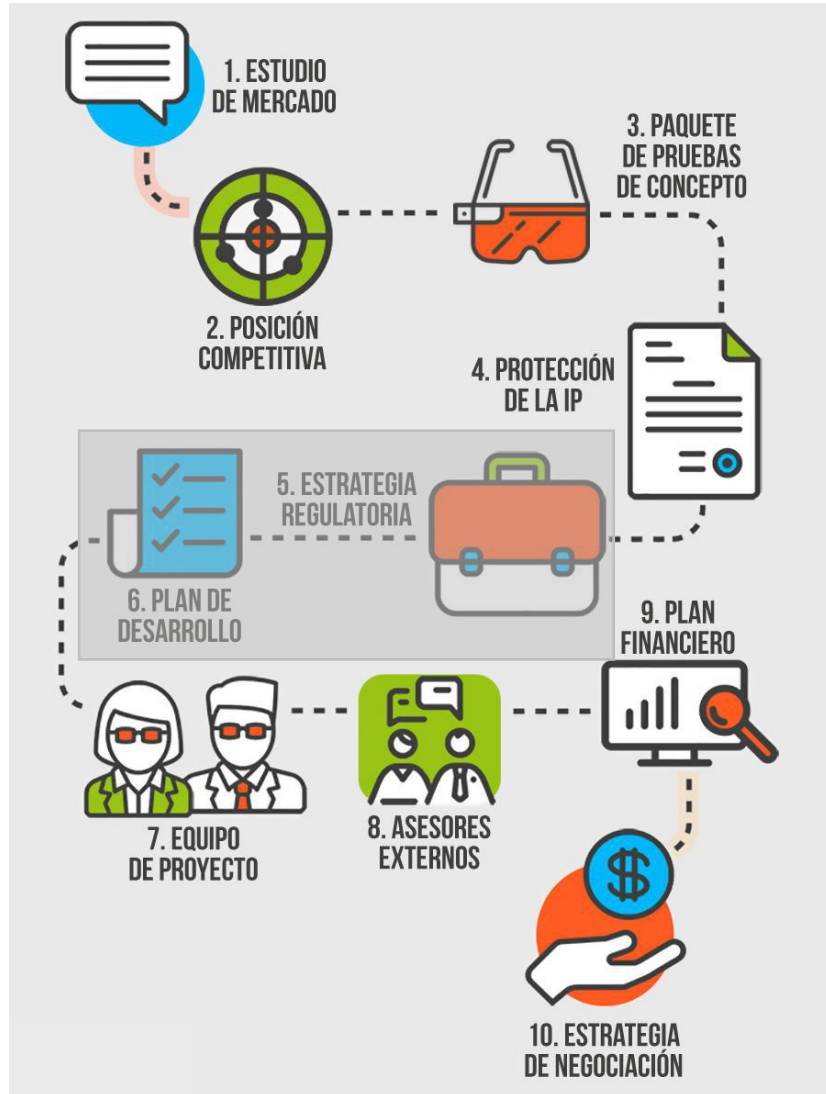 1. ESTUDIO
DE MERCADO
2. POSICIÓN
COMPETITIVA
3. PAQUETE
DE PRUEBAS
DE CONCEPTO
4. PROTECCIÓN
DE LA IP
5. ESTRATEGIA
REGULATORIA
6. PLAN DE
DESARROLLO
7. EQUIPO
DE PROYECTO
8. ASESORES
EXTERNOS
9. PLAN
FINANCIERO
$
10. ESTRATEGIA
DE NEGOCIACIÓN